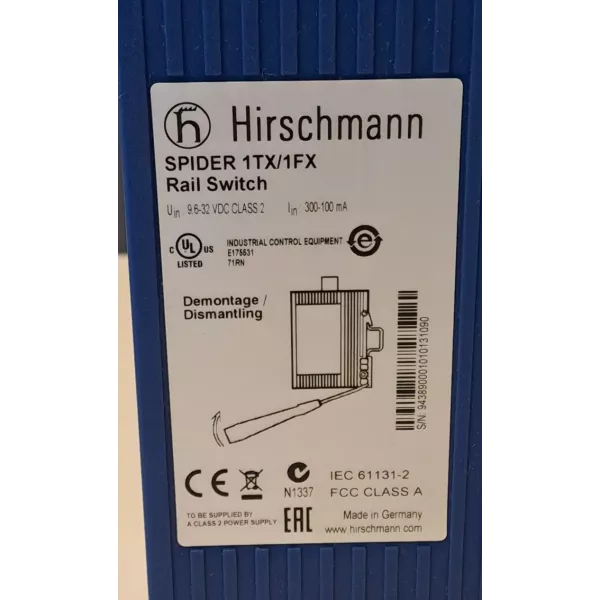 Hirschmann
SPIDER 1TX/1FX
Rail Switch
Uin 9,6-32 VDC CLASS 2 Iin 300-100 mA
C UL US
LISTED
INDUSTRIAL CONTROL EQUIPMENT
E175531
71RN
e
Demontage /
Dismantling
S/N: 943890001010131090
CE
N1337
IEC 61131-2
FCC CLASS A
TO BE SUPPLIED BY
A CLASS 2 POWER SUPPLY
EAC
Made in Germany
www.hirschmann.com